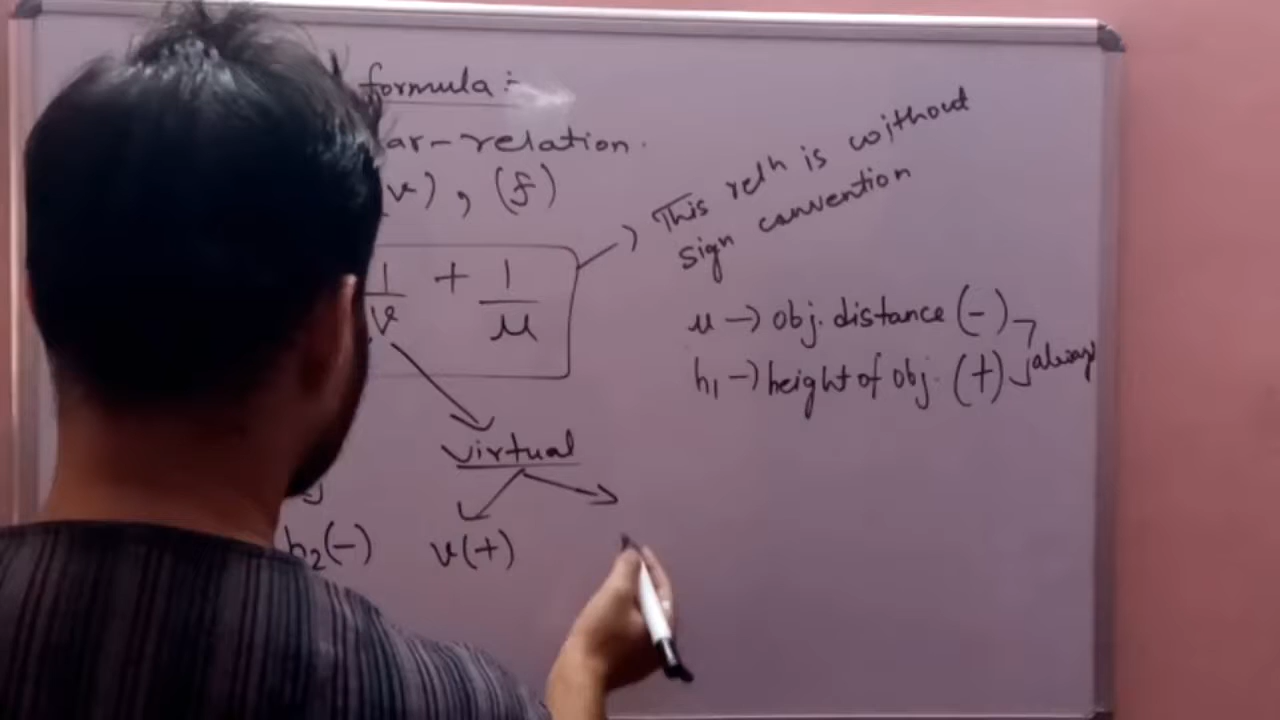 formula :-
ar-relation.
(v), (f)
1/v + 1/u
This relⁿ is without
sign convention
u → obj. distance (-)
h₁ → height of obj. (+)
always
virtual
h₂(-)
v(+)